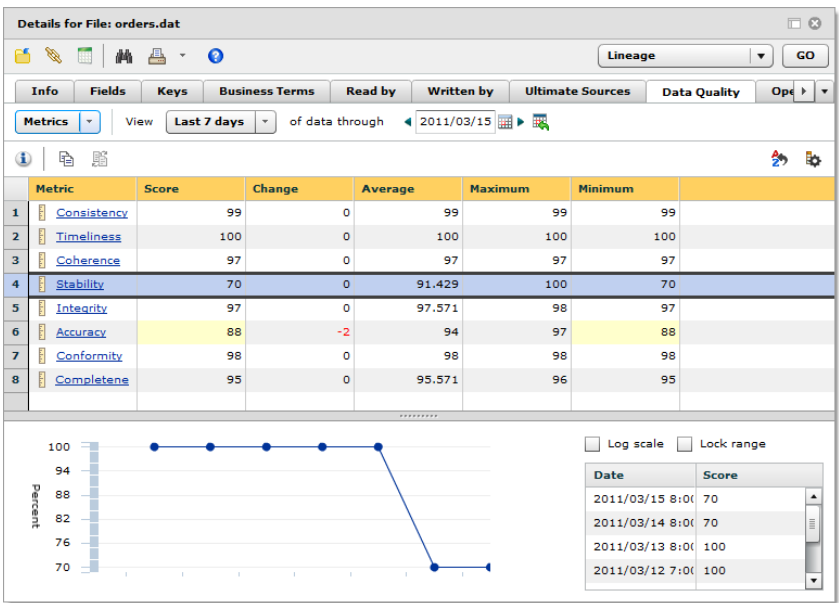 Details for File: orders.dat
Lineage GO
Info Fields Keys Business Terms Read by Written by Ultimate Sources Data Quality Ope
Metrics View Last 7 days of data through 2011/03/15
Metric Score Change Average Maximum Minimum
1 Consistency 99 0 99 99 99
2 Timeliness 100 0 100 100 100
3 Coherence 97 0 97 97 97
4 Stability 70 0 91.429 100 70
5 Integrity 97 0 97.571 98 97
6 Accuracy 88 -2 94 97 88
7 Conformity 98 0 98 98 98
8 Completene 95 0 95.571 96 95
Log scale Lock range
Percent
100
94
88
82
76
70
Date Score
2011/03/15 8:0( 70
2011/03/14 8:0( 70
2011/03/13 8:0( 100
2011/03/12 7:0( 100